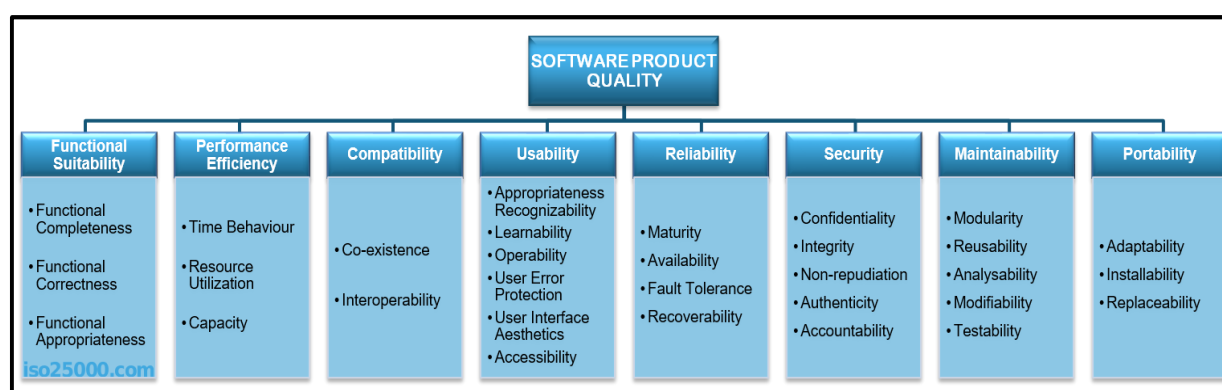 SOFTWARE PRODUCT
QUALITY
Functional
Suitability
• Functional
Completeness
• Functional
Correctness
• Functional
Appropriateness
Performance
Efficiency
• Time Behaviour
• Resource
Utilization
• Capacity
Compatibility
• Co-existence
• Interoperability
Usability
• Appropriateness
Recognizability
• Learnability
• Operability
• User Error
Protection
• User Interface
Aesthetics
• Accessibility
Reliability
• Maturity
• Availability
• Fault Tolerance
• Recoverability
Security
• Confidentiality
• Integrity
• Non-repudiation
• Authenticity
• Accountability
Maintainability
• Modularity
• Reusability
• Analysability
• Modifiability
• Testability
Portability
• Adaptability
• Installability
• Replaceability
iso25000.com